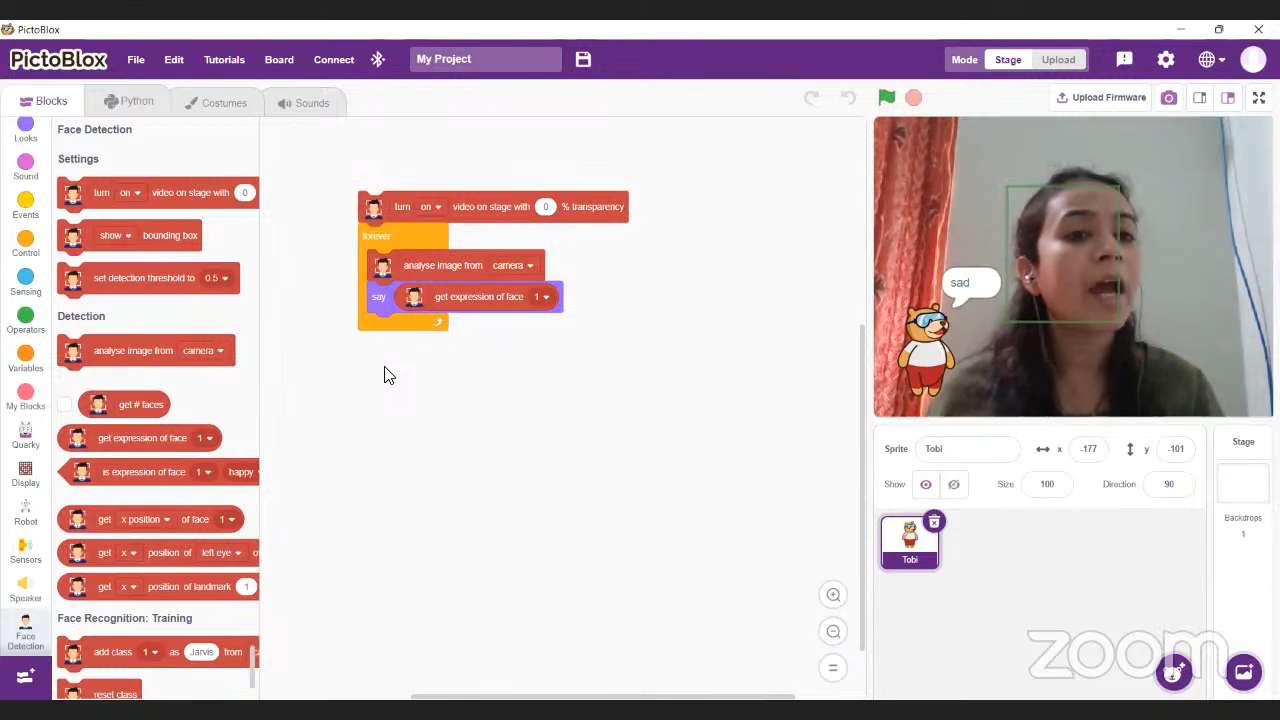 PictoBlox
PictoBlox File Edit Tutorials Board Connect My Project Mode Stage Upload
Blocks Python Costumes Sounds Upload Firmware
Looks
Sound
Events
Control
Sensing
Operators
Variables
My Blocks
Quarky
Display
Robot
Sensors
Speaker
Face
Detection
Face Detection
Settings
turn on video on stage with 0
show bounding box
set detection threshold to 0.5
Detection
analyse image from camera
get # faces
get expression of face 1
is expression of face 1 happy
get x position of face 1
get x position of left eye of
get x position of landmark 1
Face Recognition: Training
add class 1 as Jarvis from
reset class
turn on video on stage with 0 % transparency
forever
analyse image from camera
say get expression of face 1
sad
Sprite Tobi x -177 y -101
Show Size 100 Direction 90
Tobi
Stage
Backdrops
1
zoom